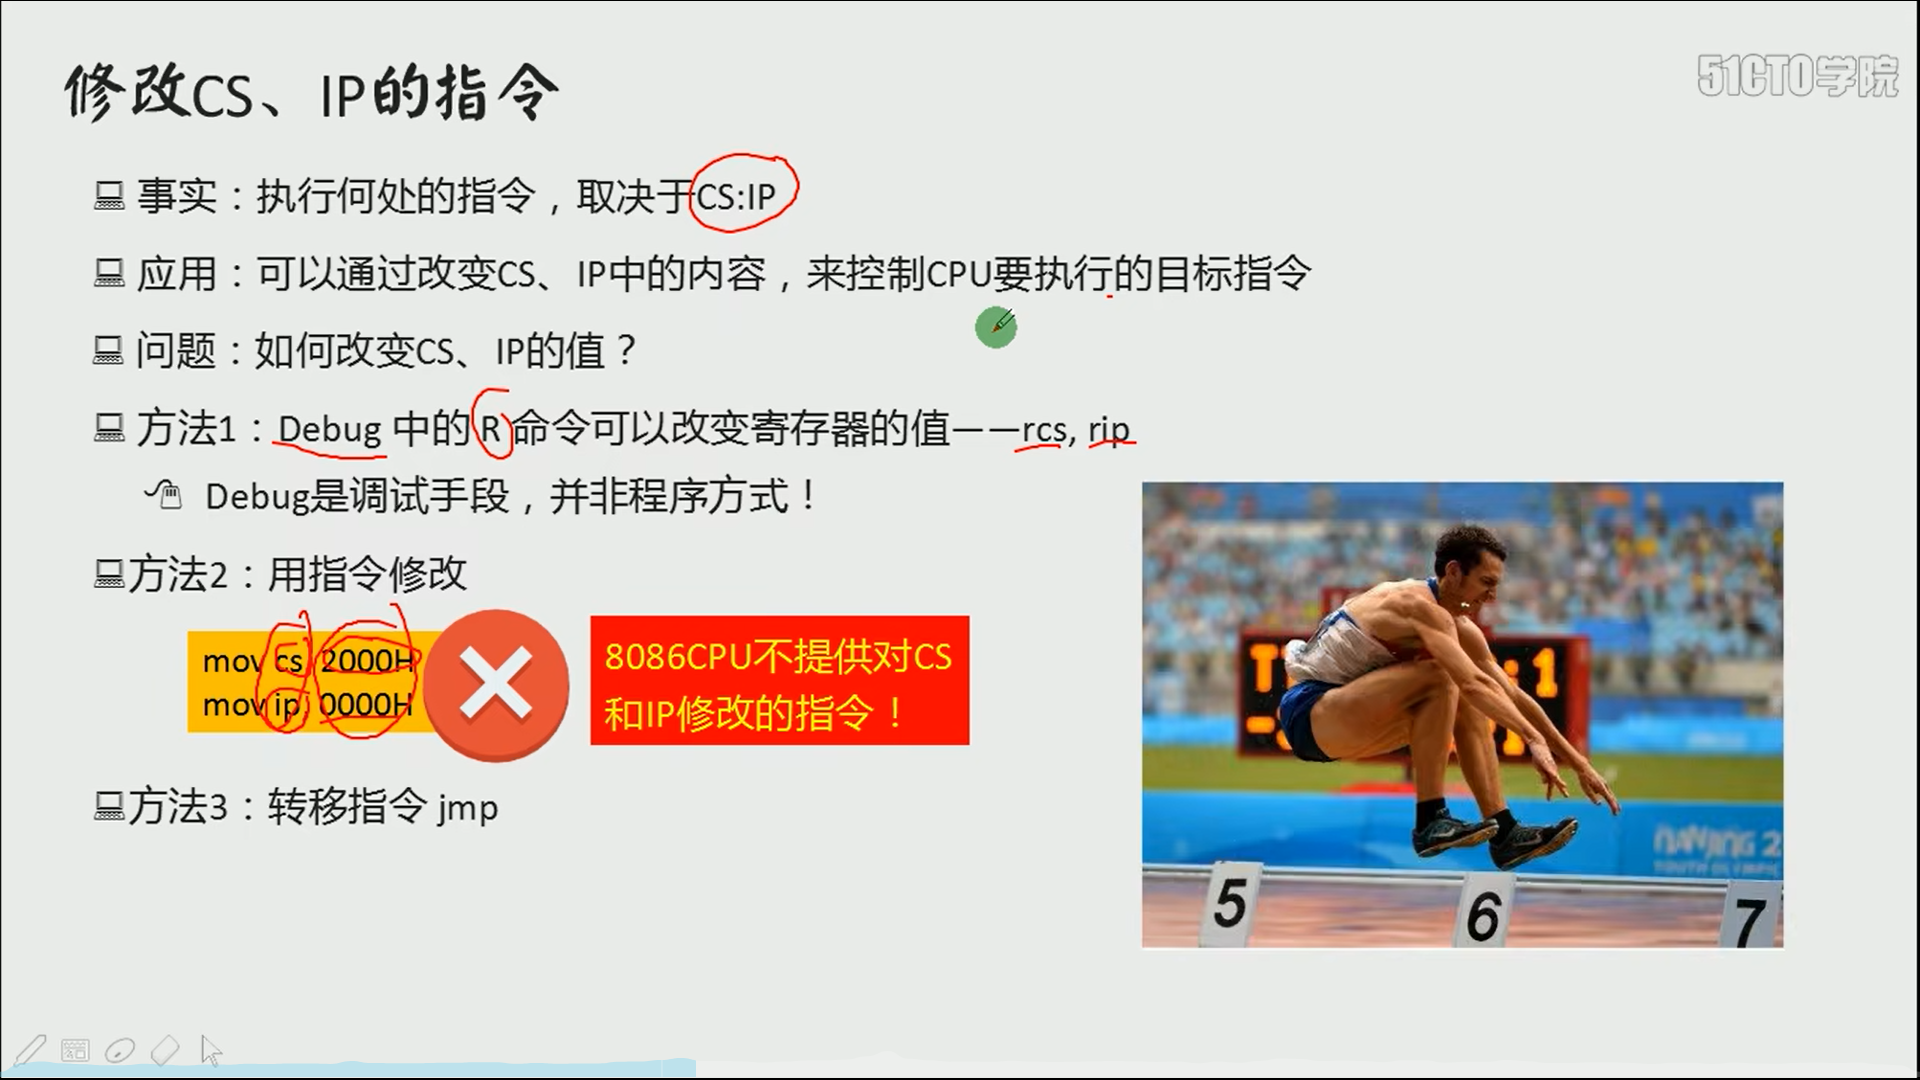 修改CS、IP的指令
51CTO学院
事实：执行何处的指令，取决于CS:IP
应用：可以通过改变CS、IP中的内容，来控制CPU要执行的目标指令
问题：如何改变CS、IP的值？
方法1：Debug 中的 R 命令可以改变寄存器的值——rcs, rip
Debug是调试手段，并非程序方式！
方法2：用指令修改
mov cs, 2000H
mov ip, 0000H
8086CPU不提供对CS
和IP修改的指令！
方法3：转移指令 jmp
5
6
7
NANJING 2